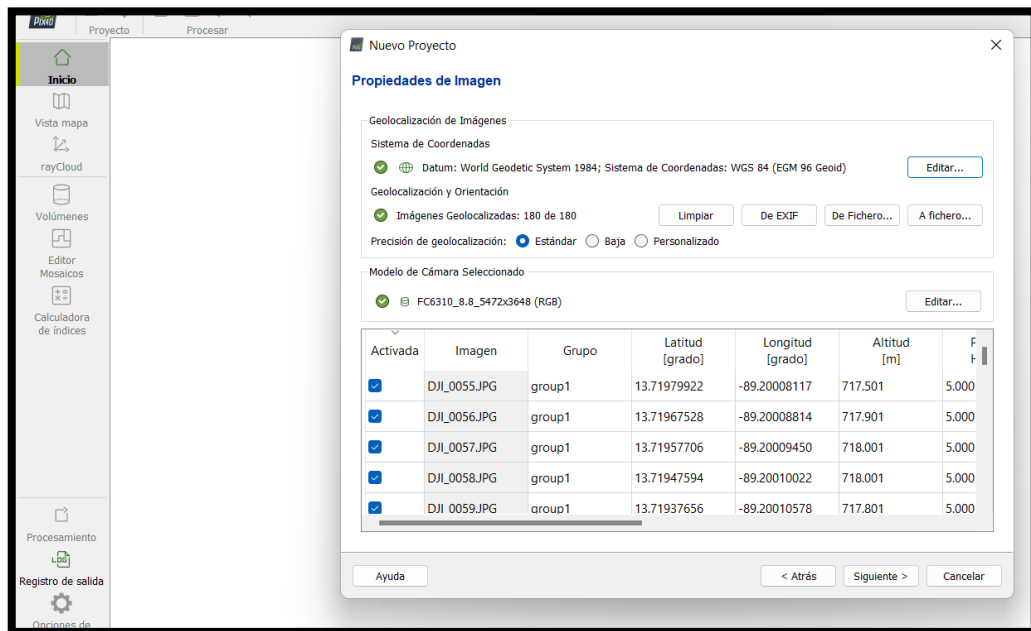 PIX4D
Proyecto
Procesar
Inicio
Vista mapa
rayCloud
Volúmenes
Editor
Mosaicos
Calculadora
de índices
Procesamiento
LOG
Registro de salida
Opciones de
Nuevo Proyecto
Propiedades de Imagen
Geolocalización de Imágenes
Sistema de Coordenadas
Datum: World Geodetic System 1984; Sistema de Coordenadas: WGS 84 (EGM 96 Geoid) Editar...
Geolocalización y Orientación
Imágenes Geolocalizadas: 180 de 180 Limpiar De EXIF De Fichero... A fichero...
Precisión de geolocalización: Estándar Baja Personalizado
Modelo de Cámara Seleccionado
FC6310_8.8_5472x3648 (RGB) Editar...
Activada Imagen Grupo Latitud [grado] Longitud [grado] Altitud [m]
DJI_0055.JPG group1 13.71979922 -89.20008117 717.501 5.000
DJI_0056.JPG group1 13.71967528 -89.20008814 717.901 5.000
DJI_0057.JPG group1 13.71957706 -89.20009450 718.001 5.000
DJI_0058.JPG group1 13.71947594 -89.20010022 718.001 5.000
DJI_0059.JPG group1 13.71937656 -89.20010578 717.801 5.000
Ayuda < Atrás Siguiente > Cancelar